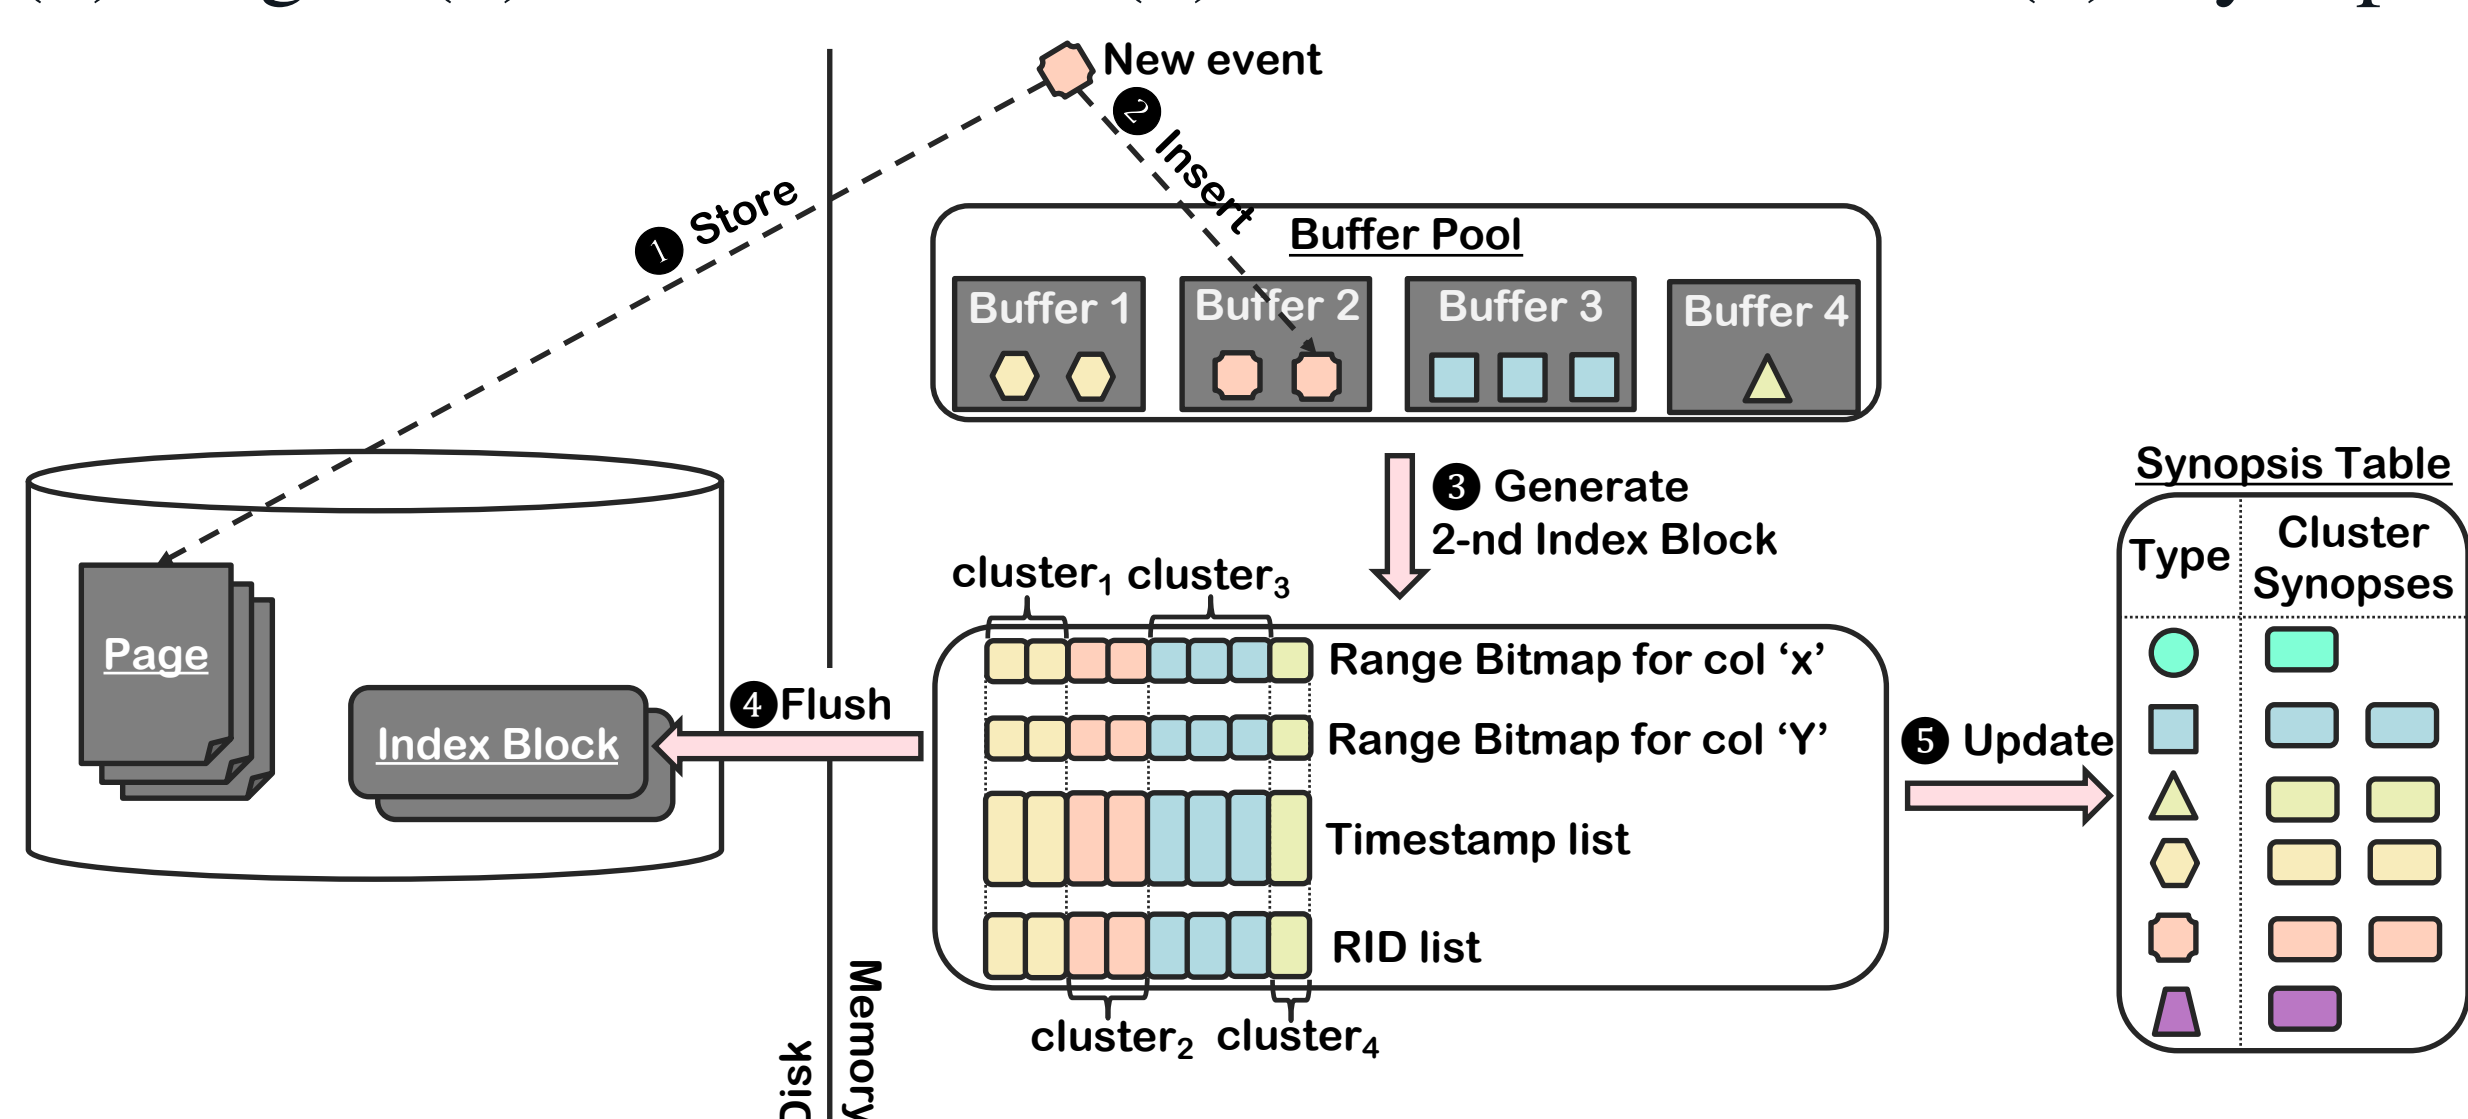 New event
❷ Insert
❶ Store
Buffer Pool
Buffer 1
Buffer 2
Buffer 3
Buffer 4
❸ Generate
2-nd Index Block
Synopsis Table
Type
Cluster
Synopses
cluster₁ cluster₃
Page
Index Block
❹Flush
Range Bitmap for col ‘x’
Range Bitmap for col ‘Y’
Timestamp list
RID list
❺ Update
cluster₂ cluster₄
Disk
Memory